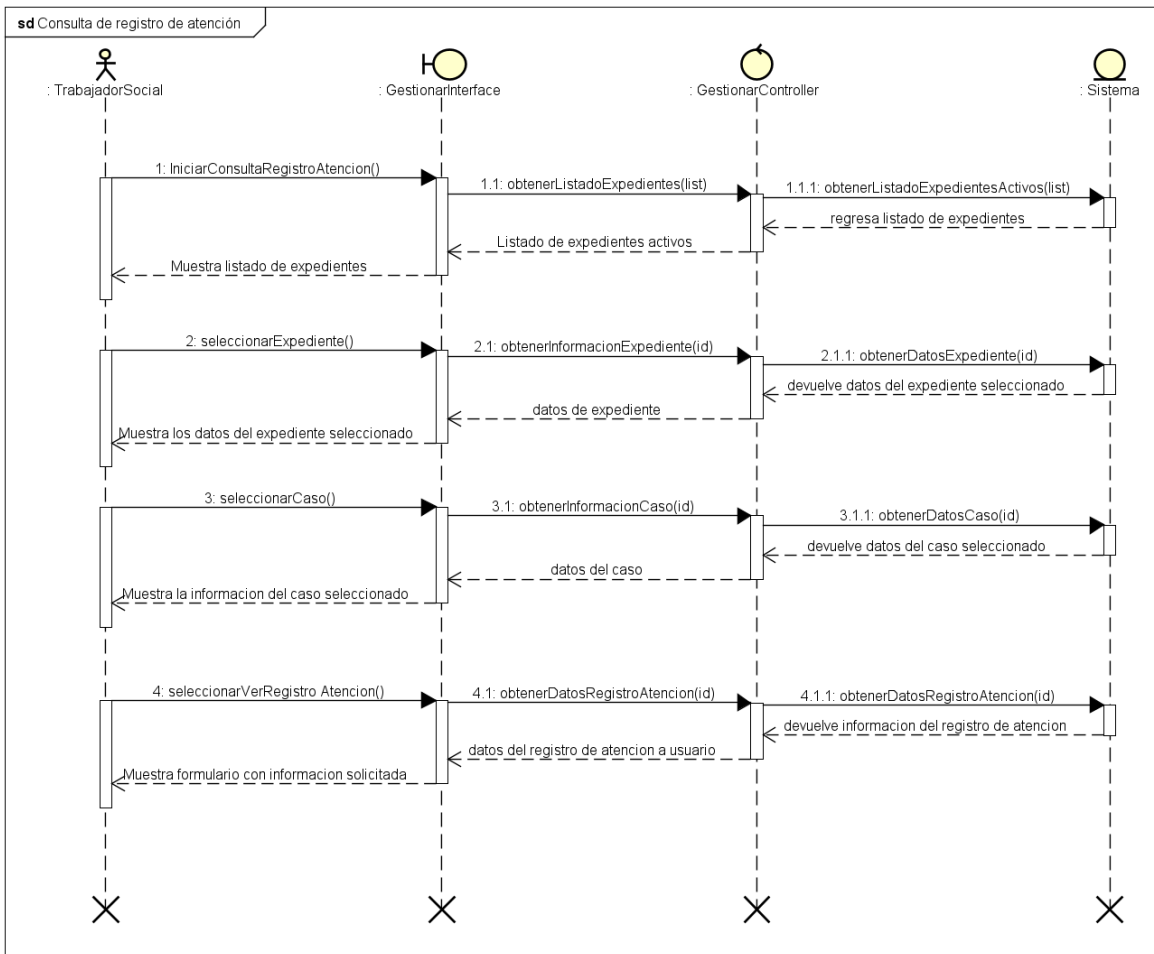 sd Consulta de registro de atención
: TrabajadorSocial
: GestionarInterface
: GestionarController
: Sistema
1: IniciarConsultaRegistroAtencion()
1.1: obtenerListadoExpedientes(list)
1.1.1: obtenerListadoExpedientesActivos(list)
regresa listado de expedientes
Listado de expedientes activos
Muestra listado de expedientes
2: seleccionarExpediente()
2.1: obtenerInformacionExpediente(id)
2.1.1: obtenerDatosExpediente(id)
devuelve datos del expediente seleccionado
datos de expediente
Muestra los datos del expediente seleccionado
3: seleccionarCaso()
3.1: obtenerInformacionCaso(id)
3.1.1: obtenerDatosCaso(id)
devuelve datos del caso seleccionado
datos del caso
Muestra la informacion del caso seleccionado
4: seleccionarVerRegistro Atencion()
4.1: obtenerDatosRegistroAtencion(id)
4.1.1: obtenerDatosRegistroAtencion(id)
devuelve informacion del registro de atencion
datos del registro de atencion a usuario
Muestra formulario con informacion solicitada